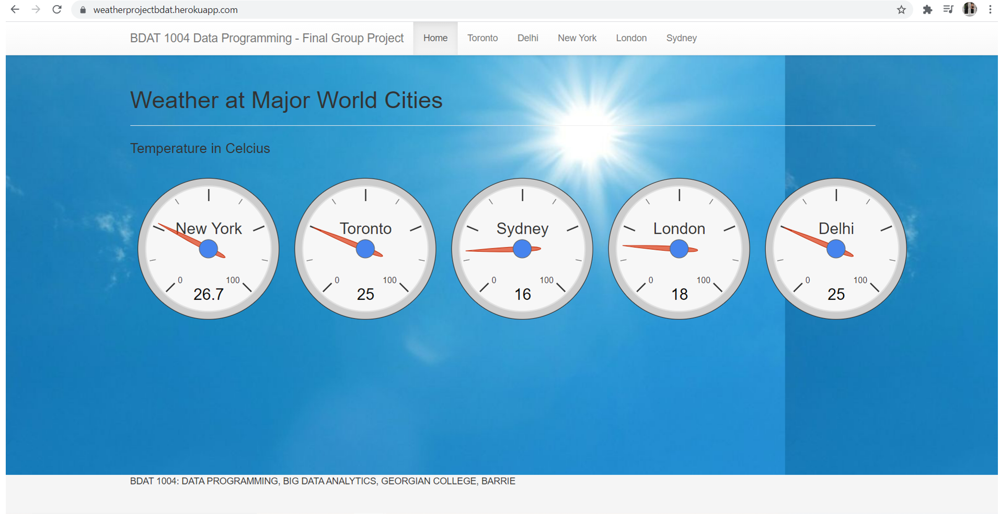 weatherprojectbdat.herokuapp.com
BDAT 1004 Data Programming - Final Group Project Home Toronto Delhi New York London Sydney
Weather at Major World Cities
Temperature in Celcius
New York Toronto Sydney London Delhi
0 100 0 100 0 100 0 100 0 100
26.7 25 16 18 25
BDAT 1004: DATA PROGRAMMING, BIG DATA ANALYTICS, GEORGIAN COLLEGE, BARRIE